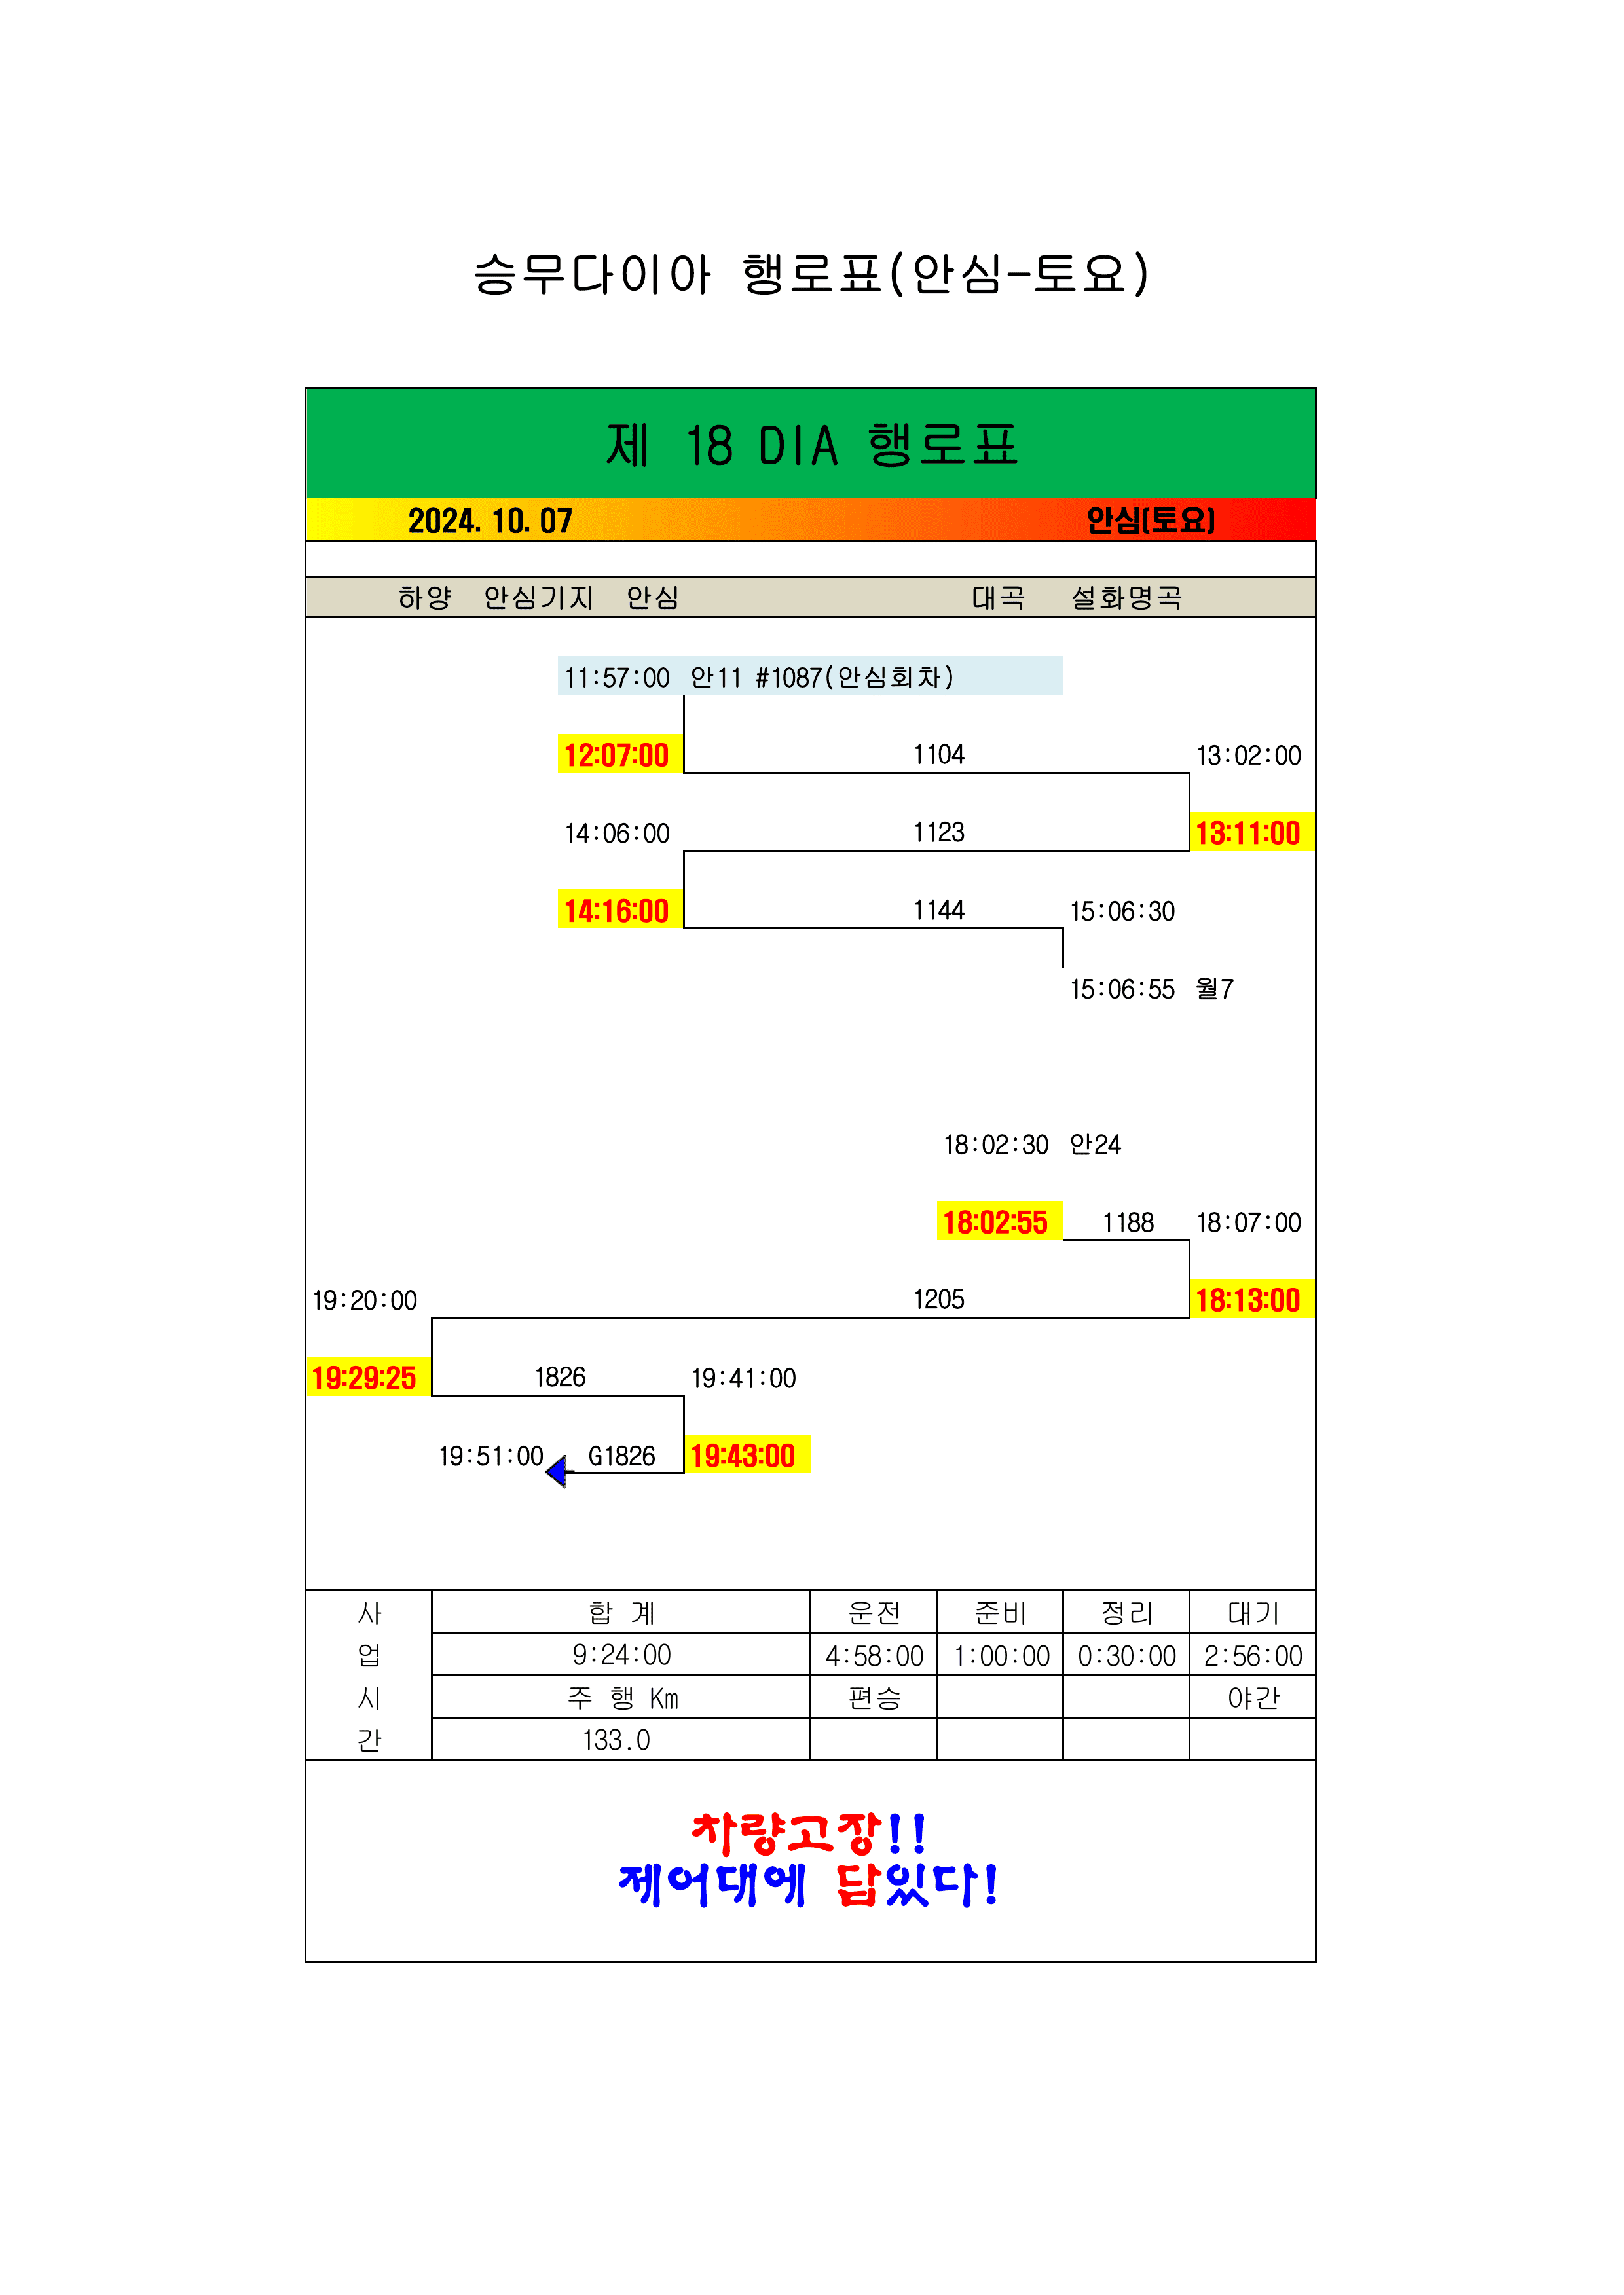 승무다이아 행로표(안심-토요)
제 18 DIA 행로표
2024. 10. 07 안심(토요)
하양 안심기지 안심 대곡 설화명곡
11:57:00 안11 #1087(안심회차)
12:07:00 1104 13:02:00
14:06:00 1123 13:11:00
14:16:00 1144 15:06:30
15:06:55 월7
18:02:30 안24
18:02:55 1188 18:07:00
19:20:00 1205 18:13:00
19:29:25 1826 19:41:00
19:51:00 G1826 19:43:00
사 합 계 운전 준비 정리 대기
업 9:24:00 4:58:00 1:00:00 0:30:00 2:56:00
시 주 행 Km 편승 야간
간 133.0
차량고장!!
제어대에 답있다!